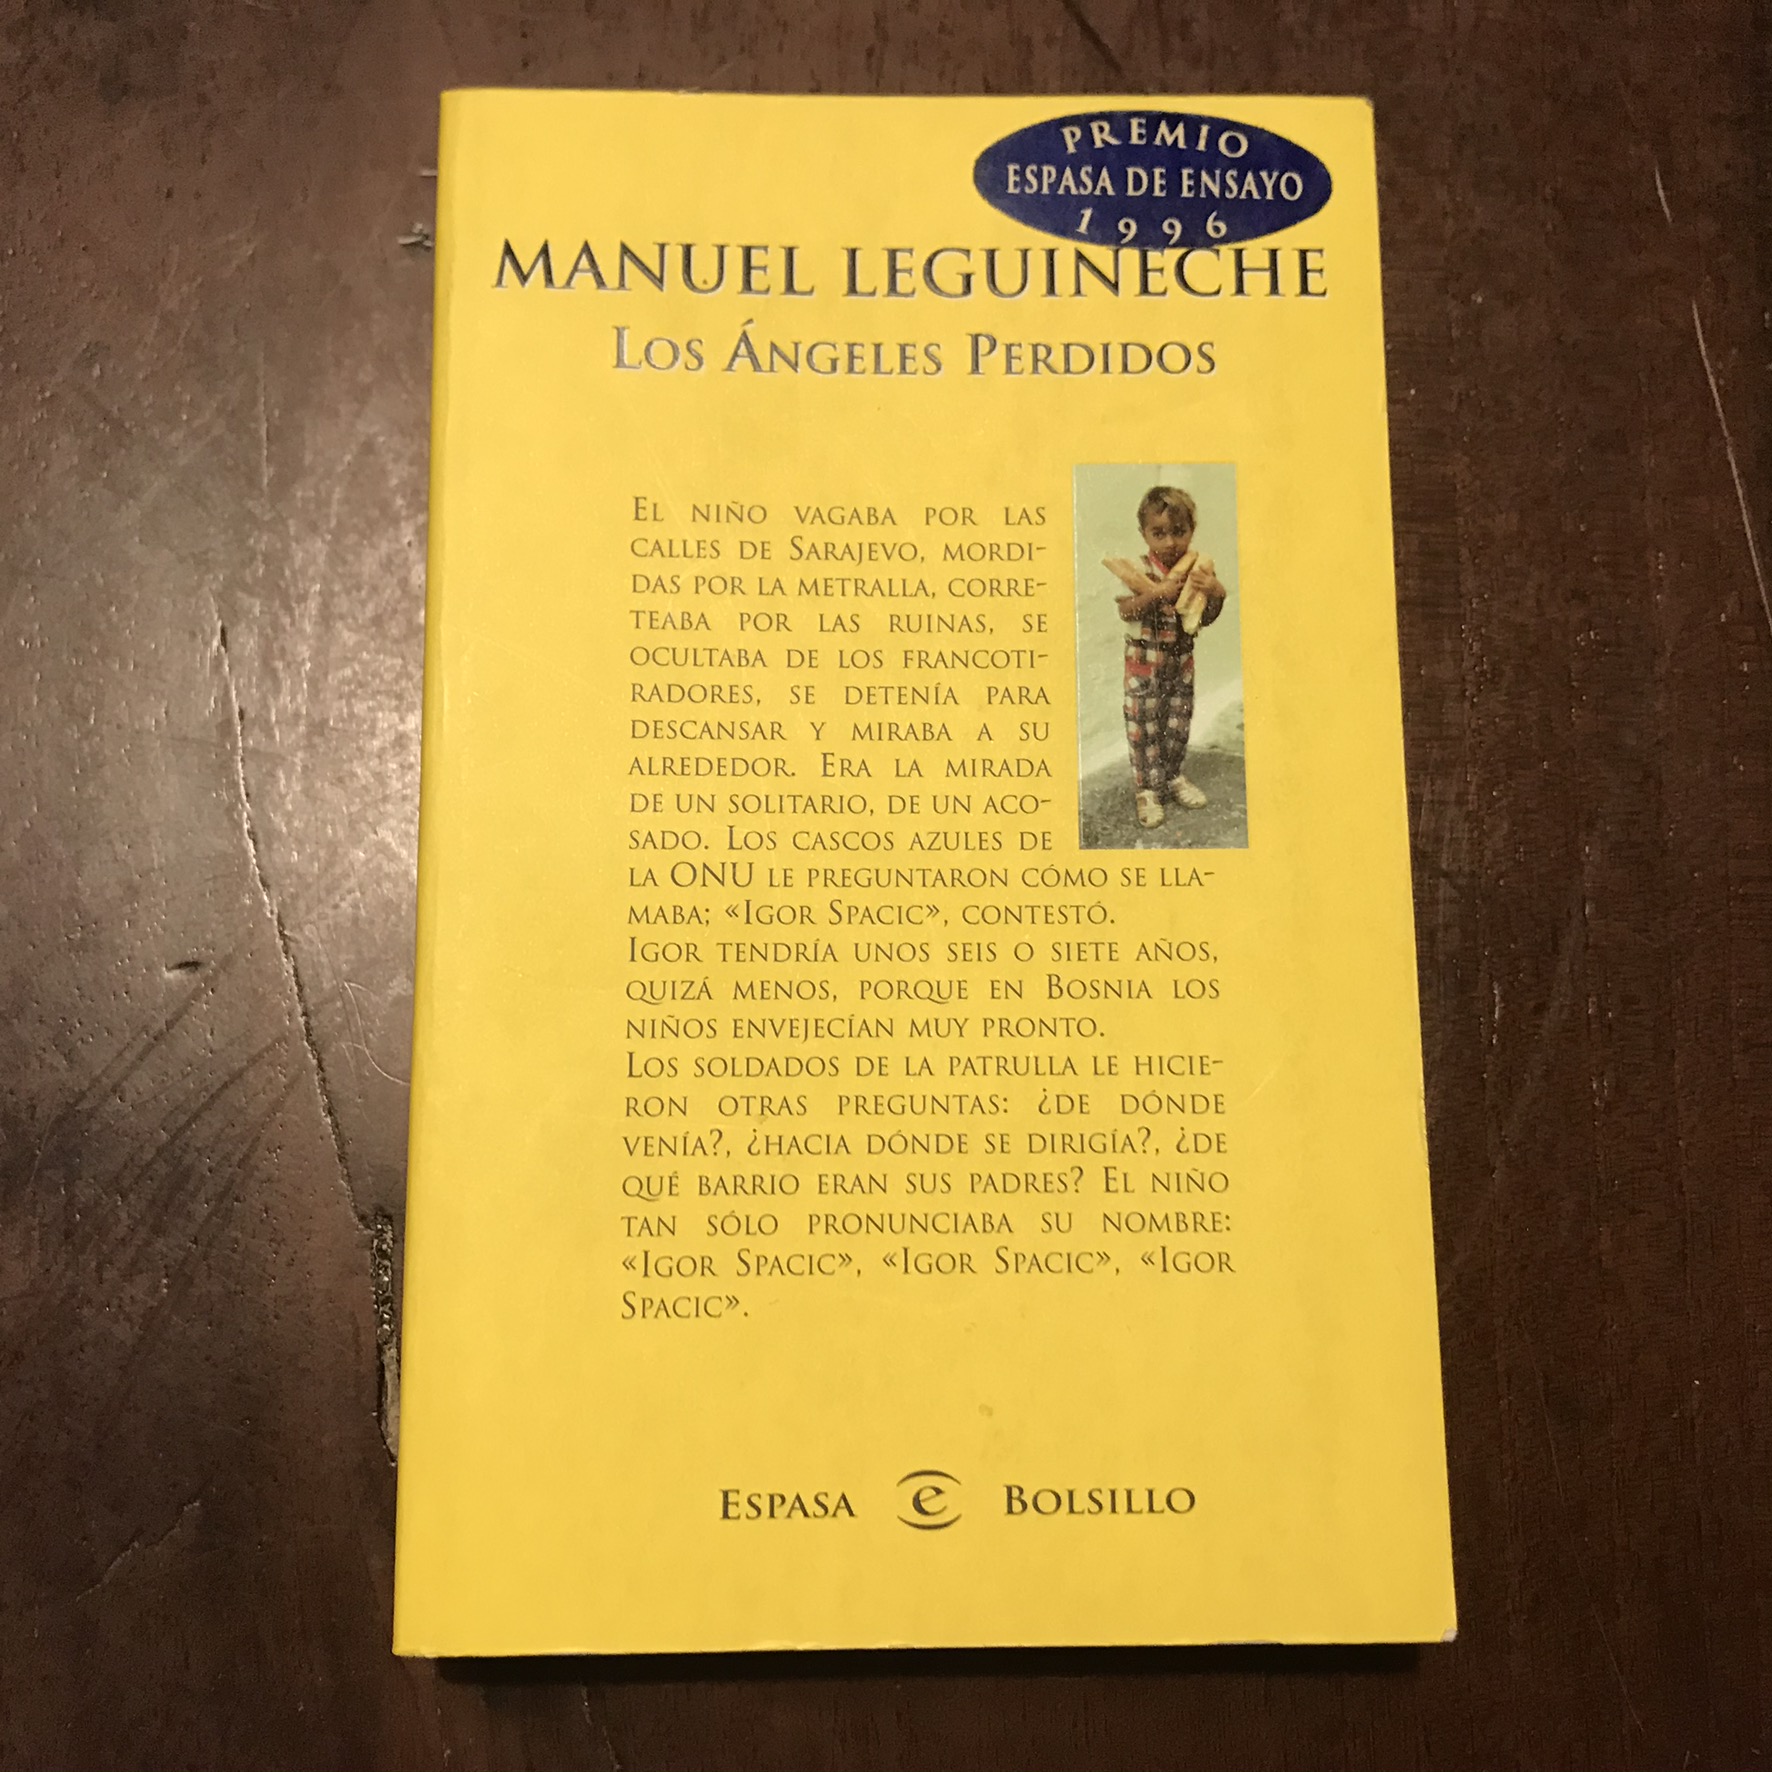 PREMIO
ESPASA DE ENSAYO
1996
MANUEL LEGUINECHE
LOS ÁNGELES PERDIDOS
EL NIÑO VAGABA POR LAS
CALLES DE SARAJEVO, MORDI-
DAS POR LA METRALLA, CORRE-
TEABA POR LAS RUINAS, SE
OCULTABA DE LOS FRANCOTI-
RADORES, SE DETENÍA PARA
DESCANSAR Y MIRABA A SU
ALREDEDOR. ERA LA MIRADA
DE UN SOLITARIO, DE UN ACO-
SADO. LOS CASCOS AZULES DE
LA ONU LE PREGUNTARON CÓMO SE LLA-
MABA; «IGOR SPACIC», CONTESTÓ.
IGOR TENDRÍA UNOS SEIS O SIETE AÑOS,
QUIZÁ MENOS, PORQUE EN BOSNIA LOS
NIÑOS ENVEJECÍAN MUY PRONTO.
LOS SOLDADOS DE LA PATRULLA LE HICIE-
RON OTRAS PREGUNTAS: ¿DE DÓNDE
VENÍA?, ¿HACIA DÓNDE SE DIRIGÍA?, ¿DE
QUÉ BARRIO ERAN SUS PADRES? EL NIÑO
TAN SÓLO PRONUNCIABA SU NOMBRE:
«IGOR SPACIC», «IGOR SPACIC», «IGOR
SPACIC».
ESPASA e BOLSILLO